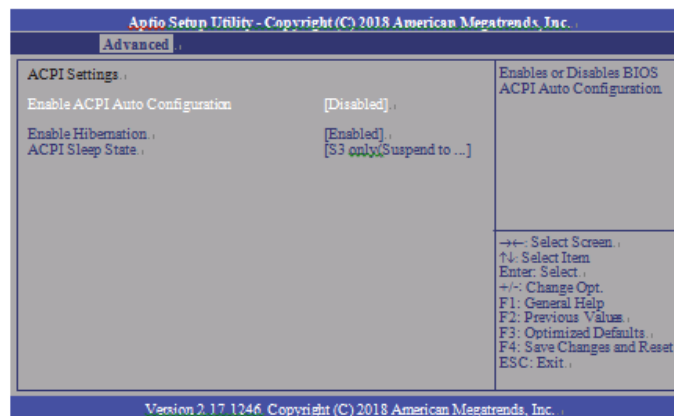 Aptio Setup Utility - Copyright (C) 2018 American Megatrends, Inc.
Advanced
ACPI Settings
Enable ACPI Auto Configuration [Disabled]
Enable Hibernation [Enabled]
ACPI Sleep State [S3 only(Suspend to ...]
Enables or Disables BIOS
ACPI Auto Configuration.
→←: Select Screen
↑↓: Select Item
Enter: Select
+/-: Change Opt.
F1: General Help
F2: Previous Values
F3: Optimized Defaults
F4: Save Changes and Reset
ESC: Exit
Version 2.17.1246. Copyright (C) 2018 American Megatrends, Inc.